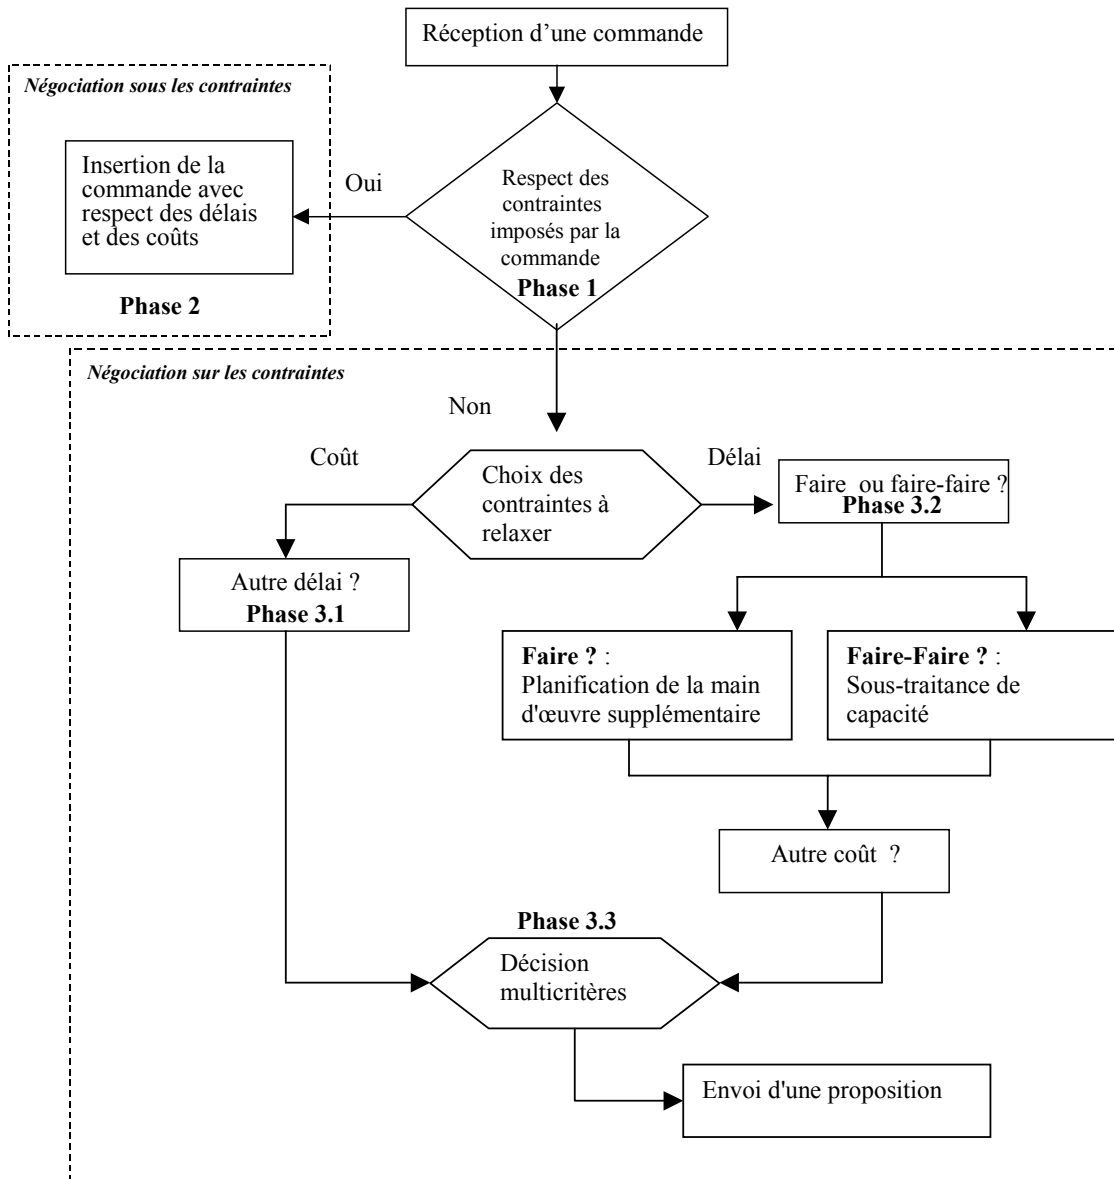 Réception d’une commande
Négociation sous les contraintes
Insertion de la
commande avec
respect des délais
et des coûts
Phase 2
Oui
Respect des
contraintes
imposés par la
commande
Phase 1
Négociation sur les contraintes
Non
Coût
Choix des
contraintes à
relaxer
Délai
Faire ou faire-faire ?
Phase 3.2
Autre délai ?
Phase 3.1
Faire ? :
Planification de la main
d'œuvre supplémentaire
Faire-Faire ? :
Sous-traitance de
capacité
Autre coût ?
Phase 3.3
Décision
multicritères
Envoi d'une proposition